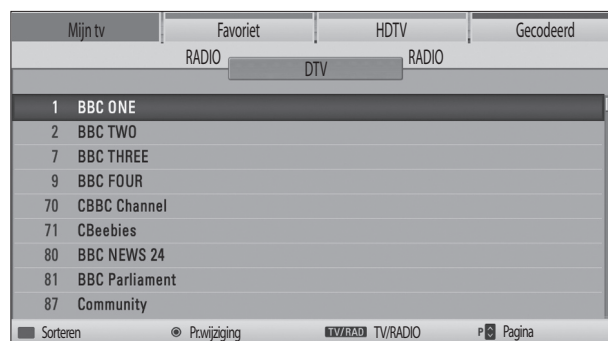 Mijn tv Favoriet HDTV Gecodeerd
RADIO DTV RADIO
1 BBC ONE
2 BBC TWO
7 BBC THREE
9 BBC FOUR
70 CBBC Channel
71 CBeebies
80 BBC NEWS 24
81 BBC Parliament
87 Community
Sorteren Pr.wijziging TV/RAD TV/RADIO P Pagina